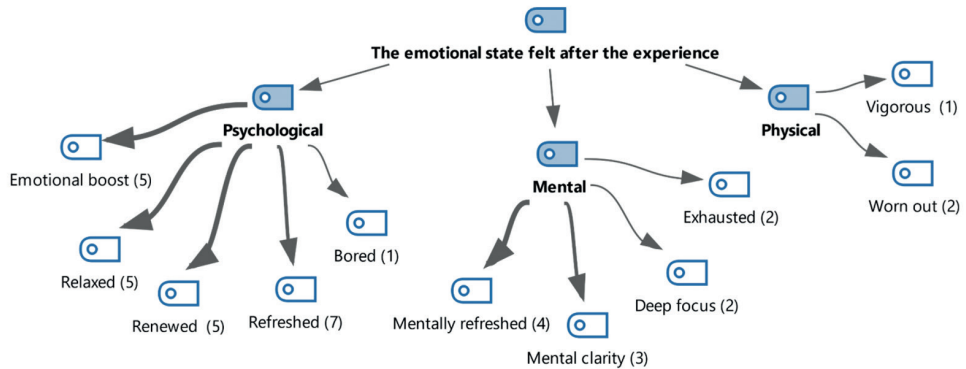 The emotional state felt after the experience
Psychological
Emotional boost (5)
Relaxed (5)
Renewed (5)
Refreshed (7)
Bored (1)
Mental
Mentally refreshed (4)
Mental clarity (3)
Deep focus (2)
Exhausted (2)
Physical
Vigorous (1)
Worn out (2)